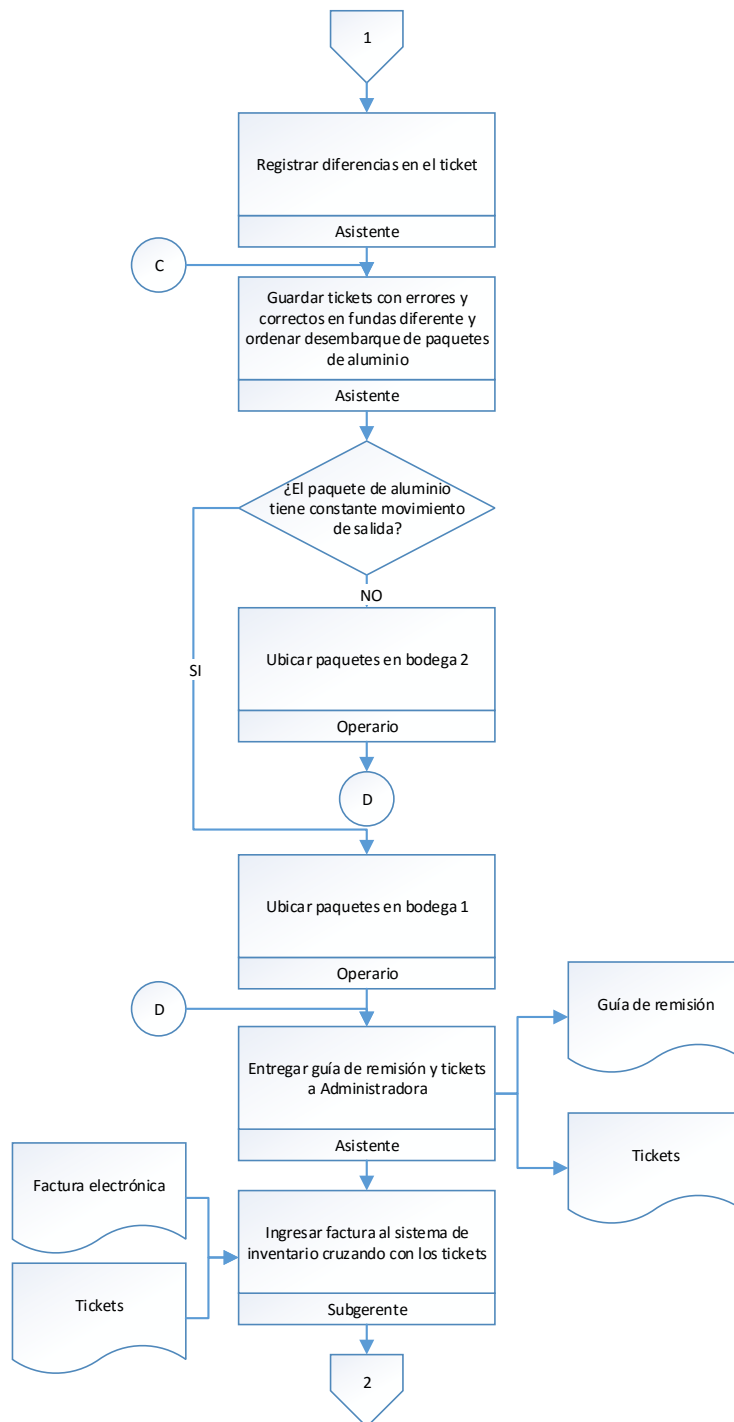 1
Registrar diferencias en el ticket
Asistente
C
Guardar tickets con errores y
correctos en fundas diferente y
ordenar desembarque de paquetes
de aluminio
Asistente
¿El paquete de aluminio
tiene constante movimiento
de salida?
NO
SI
Ubicar paquetes en bodega 2
Operario
D
Ubicar paquetes en bodega 1
Operario
D
Guía de remisión
Entregar guía de remisión y tickets
a Administradora
Asistente
Tickets
Factura electrónica
Ingresar factura al sistema de
inventario cruzando con los tickets
Subgerente
Tickets
2